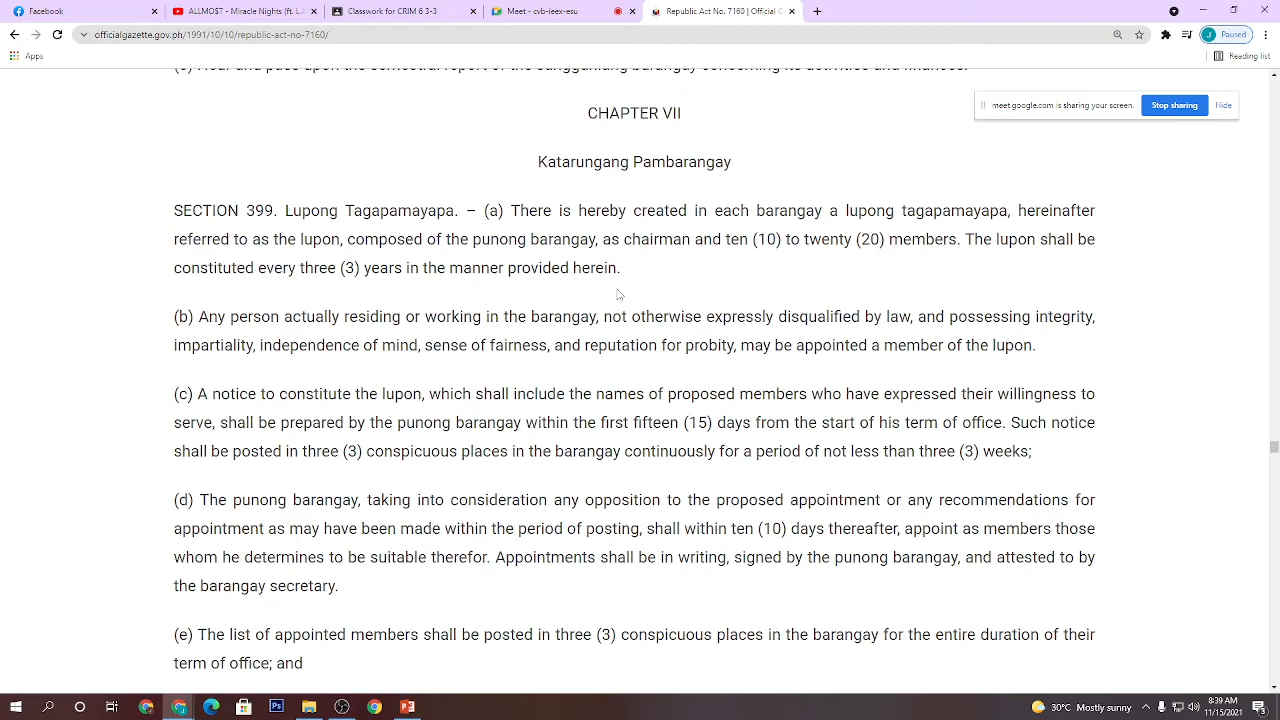 Facebook
ALLMOST - Miracle Nights (ft. L
Classwork for CRIM 6 3-3
Meet - cvb-ieex-esu
Republic Act No. 7160 | Official G
officialgazette.gov.ph/1991/10/10/republic-act-no-7160/
J Paused
Apps
Reading list
meet.google.com is sharing your screen. Stop sharing Hide
CHAPTER VII
Katarungang Pambarangay
SECTION 399. Lupong Tagapamayapa. – (a) There is hereby created in each barangay a lupong tagapamayapa, hereinafter
referred to as the lupon, composed of the punong barangay, as chairman and ten (10) to twenty (20) members. The lupon shall be
constituted every three (3) years in the manner provided herein.
(b) Any person actually residing or working in the barangay, not otherwise expressly disqualified by law, and possessing integrity,
impartiality, independence of mind, sense of fairness, and reputation for probity, may be appointed a member of the lupon.
(c) A notice to constitute the lupon, which shall include the names of proposed members who have expressed their willingness to
serve, shall be prepared by the punong barangay within the first fifteen (15) days from the start of his term of office. Such notice
shall be posted in three (3) conspicuous places in the barangay continuously for a period of not less than three (3) weeks;
(d) The punong barangay, taking into consideration any opposition to the proposed appointment or any recommendations for
appointment as may have been made within the period of posting, shall within ten (10) days thereafter, appoint as members those
whom he determines to be suitable therefor. Appointments shall be in writing, signed by the punong barangay, and attested to by
the barangay secretary.
(e) The list of appointed members shall be posted in three (3) conspicuous places in the barangay for the entire duration of their
term of office; and
30°C Mostly sunny
8:39 AM
11/15/2021